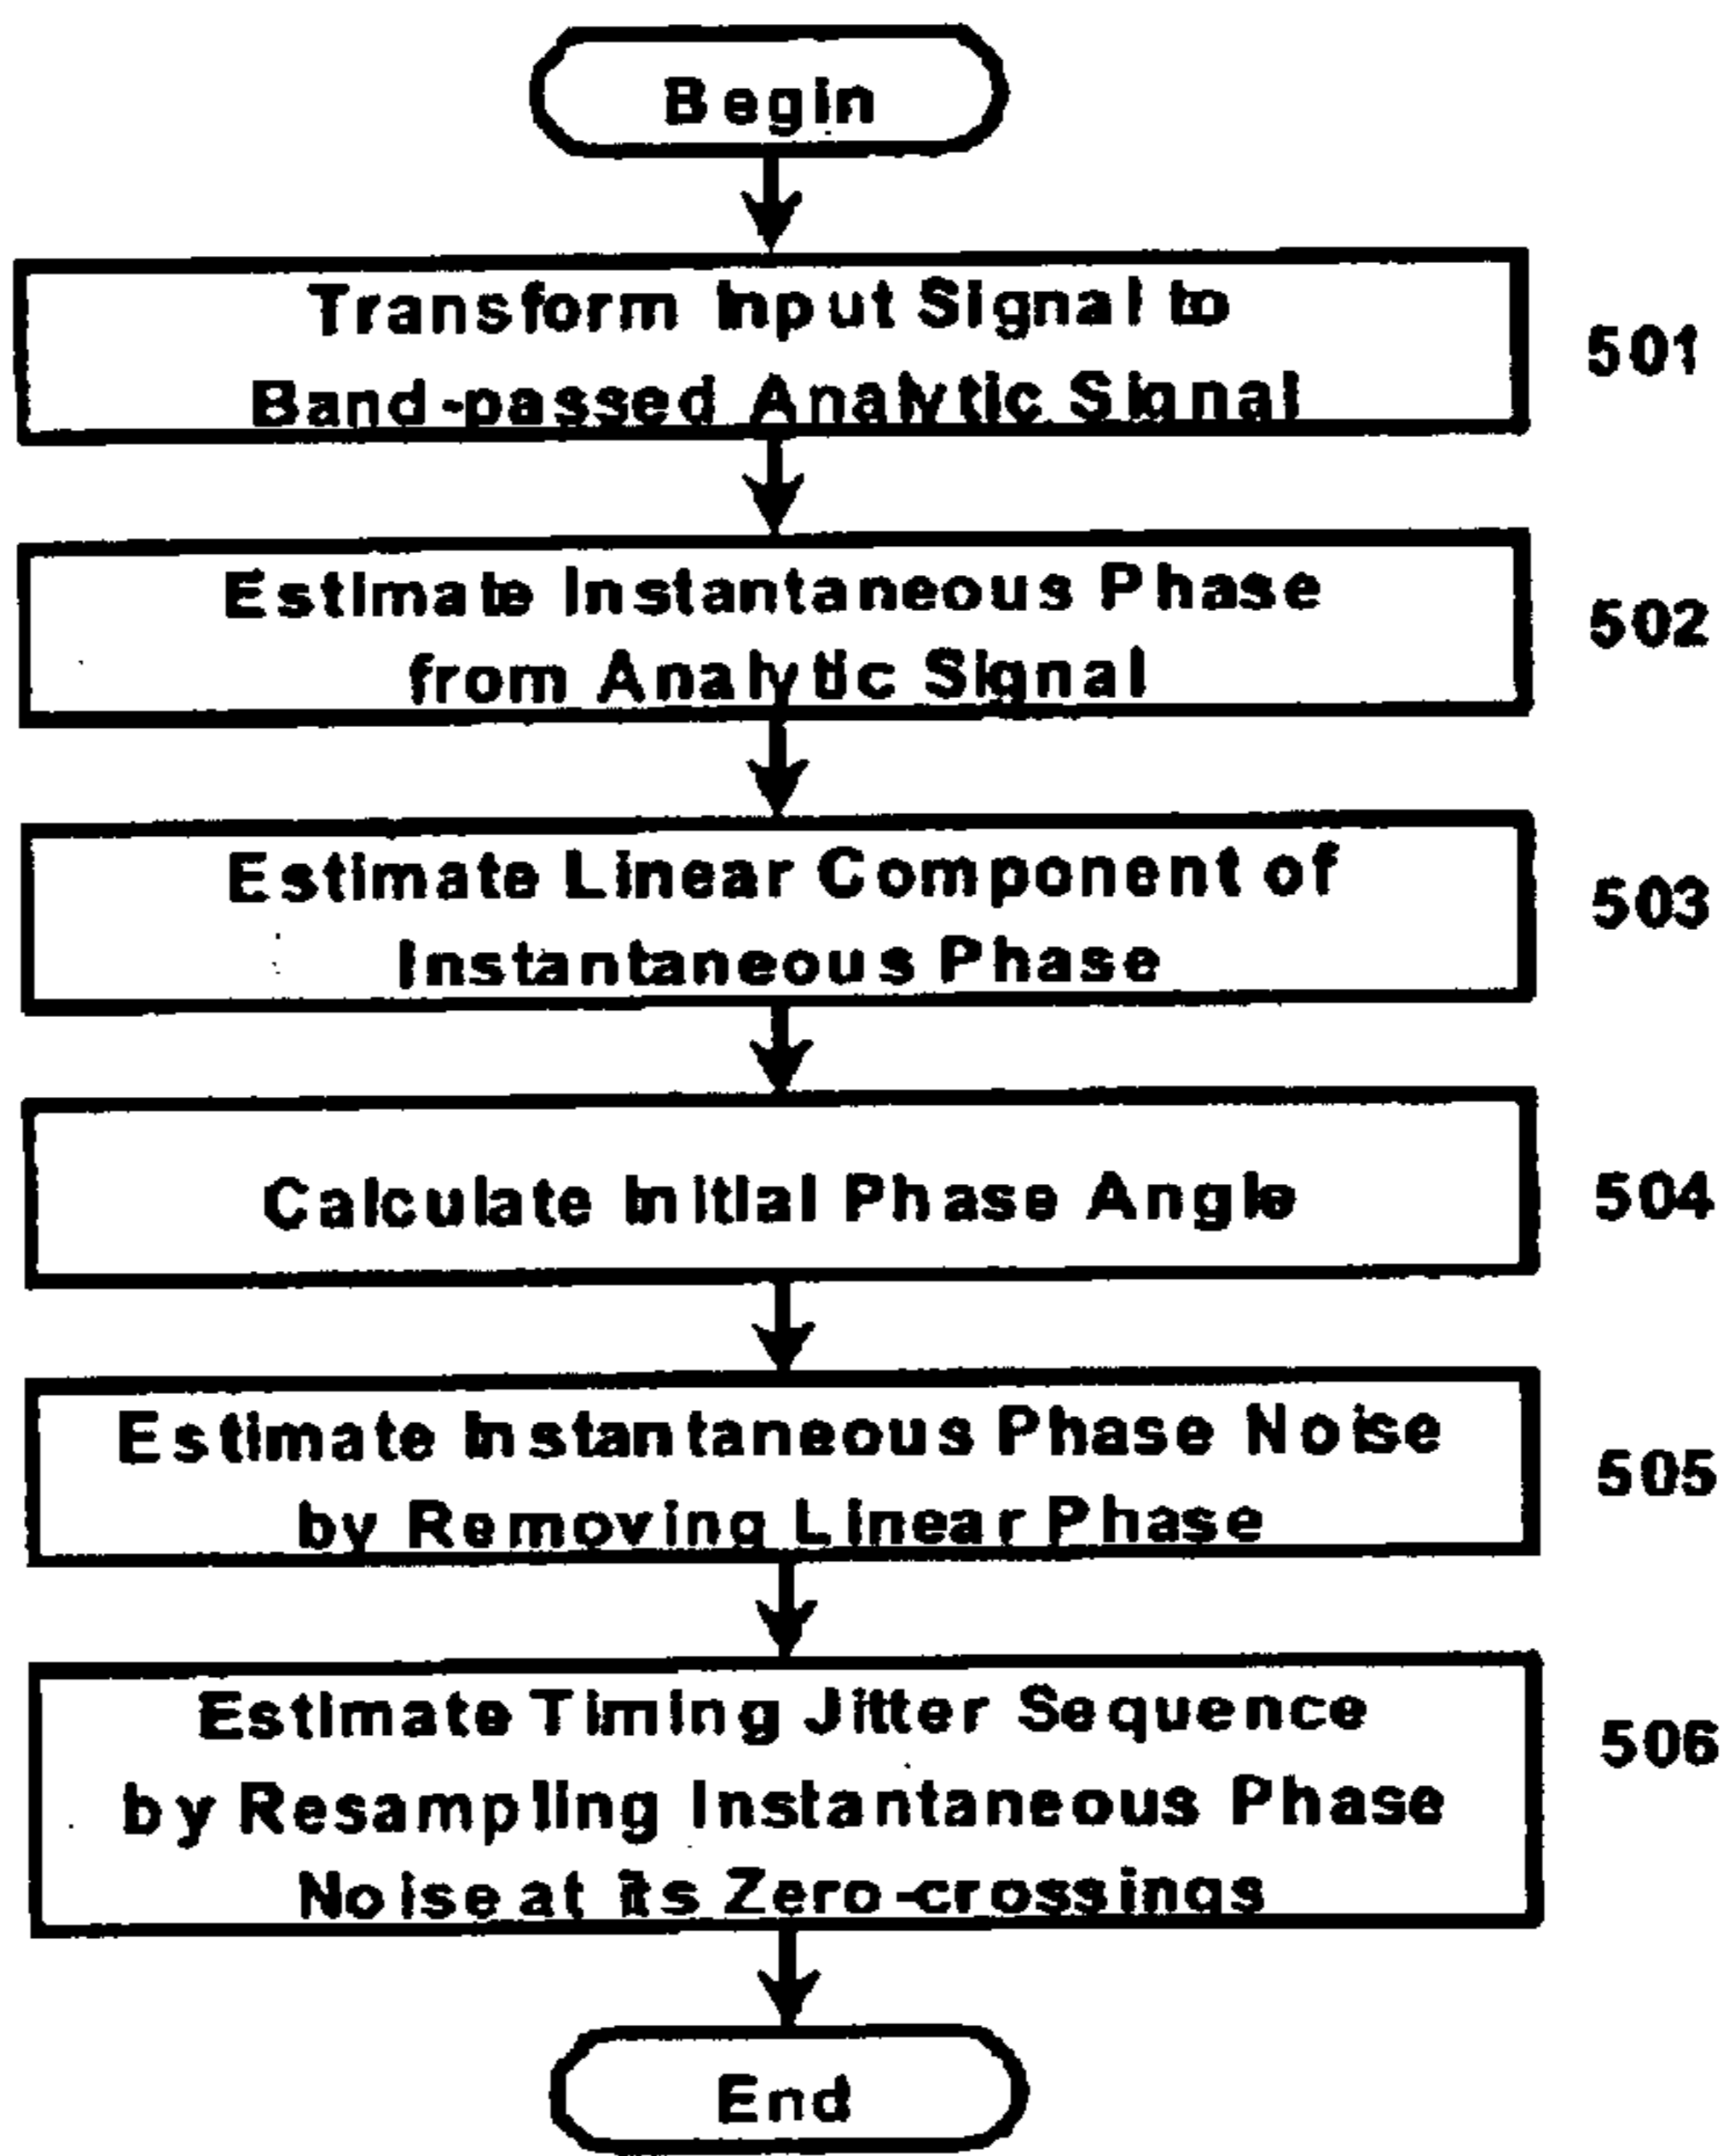 Begin
Transform Input Signal to
Band-passed Analytic Signal
501
Estimate Instantaneous Phase
from Analytic Signal
502
Estimate Linear Component of
Instantaneous Phase
503
Calculate Initial Phase Angle
504
Estimate Instantaneous Phase Noise
by Removing Linear Phase
505
Estimate Timing Jitter Sequence
by Resampling Instantaneous Phase
Noise at its Zero-crossings
506
End